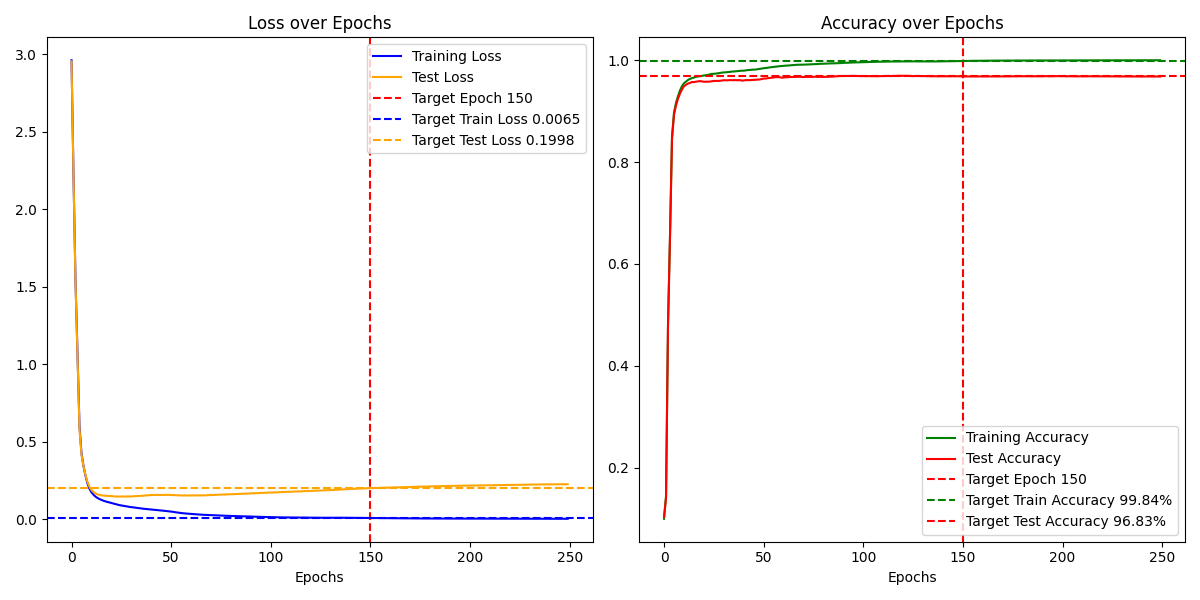 Loss over Epochs
3.0
2.5
2.0
1.5
1.0
0.5
0.0
0
50
100
150
200
250
Epochs
Training Loss
Test Loss
Target Epoch 150
Target Train Loss 0.0065
Target Test Loss 0.1998
Accuracy over Epochs
1.0
0.8
0.6
0.4
0.2
0
50
100
150
200
250
Epochs
Training Accuracy
Test Accuracy
Target Epoch 150
Target Train Accuracy 99.84%
Target Test Accuracy 96.83%